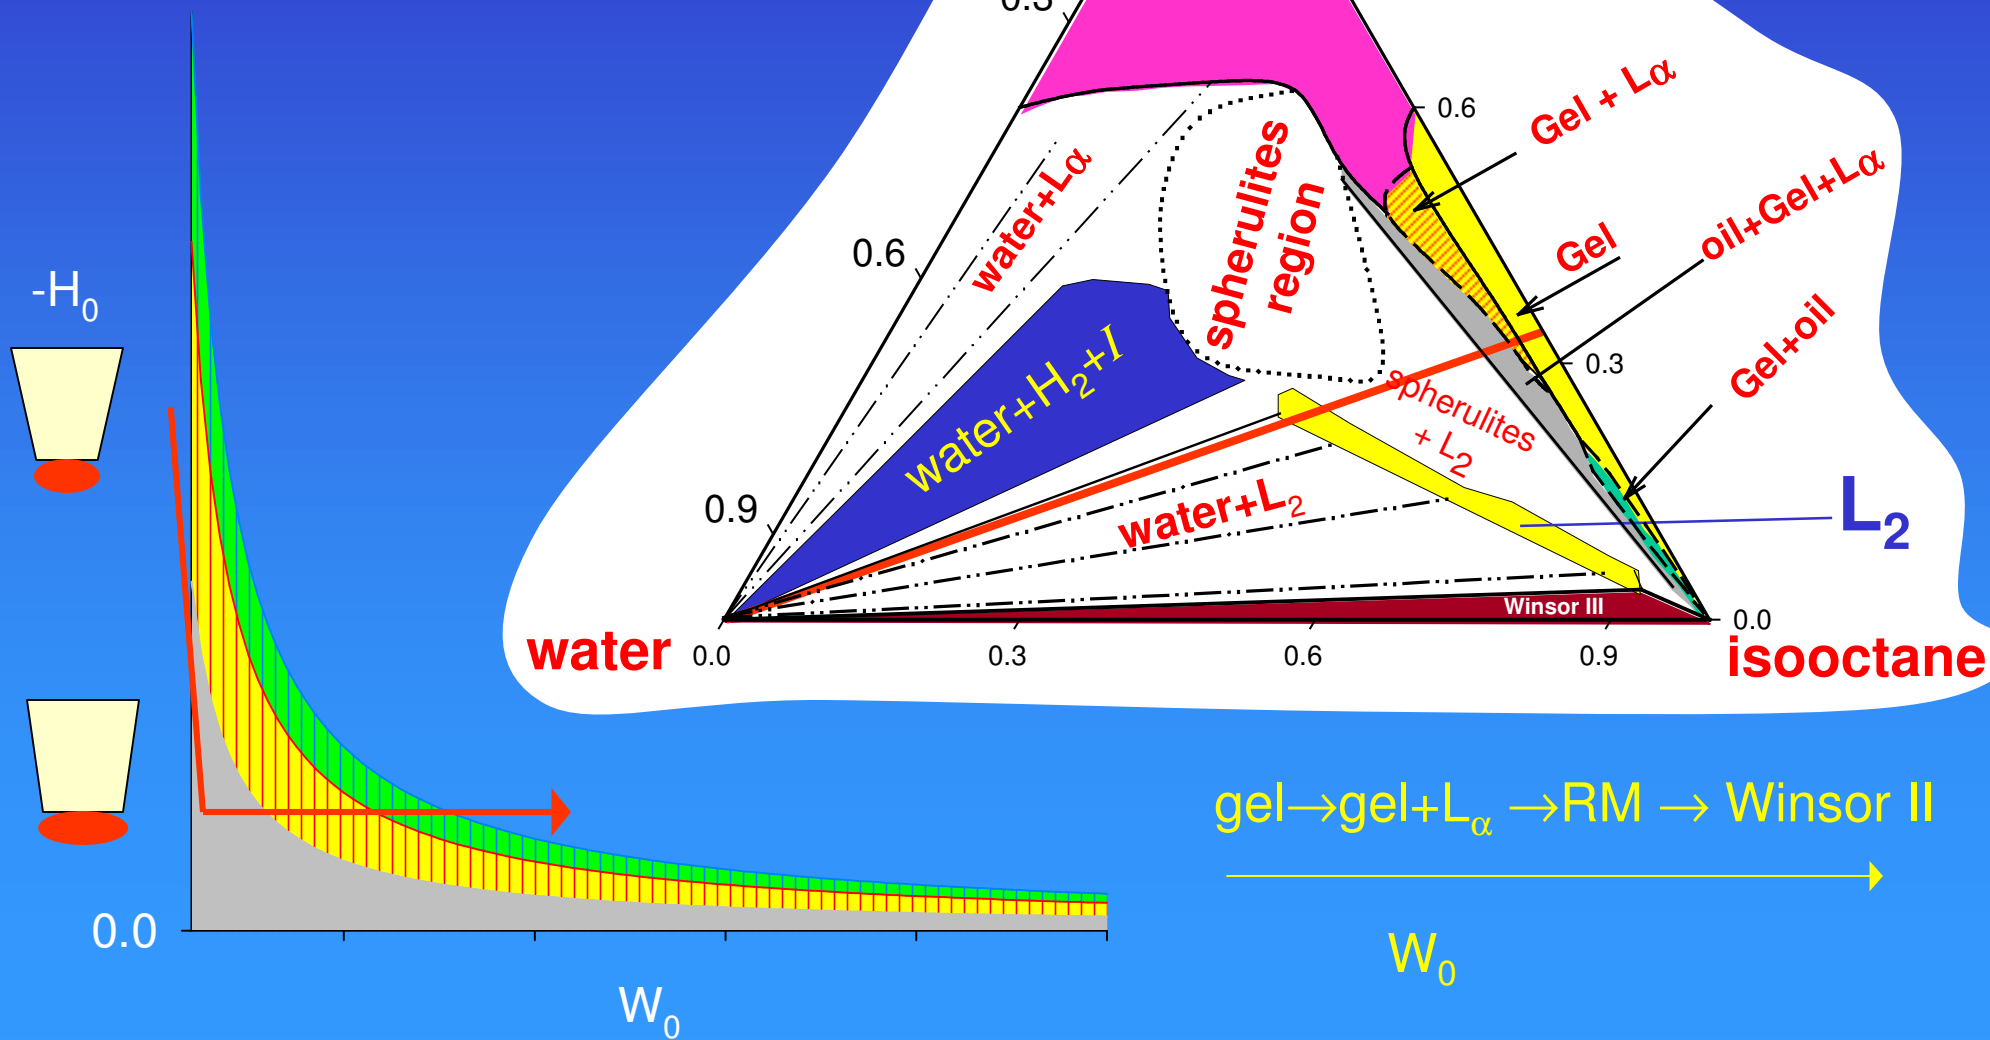 0.3
0.6
Gel + Lα
water+Lα
spherulites
region
oil+Gel+Lα
0.6
Gel
-H0
Gel+oil
water+H2+I
0.3
spherulites
+ L2
0.9
water+L2
L2
Winsor III
0.0
water
0.0
0.3
0.6
0.9
isooctane
gel→gel+Lα →RM → Winsor II
0.0
W0
W0